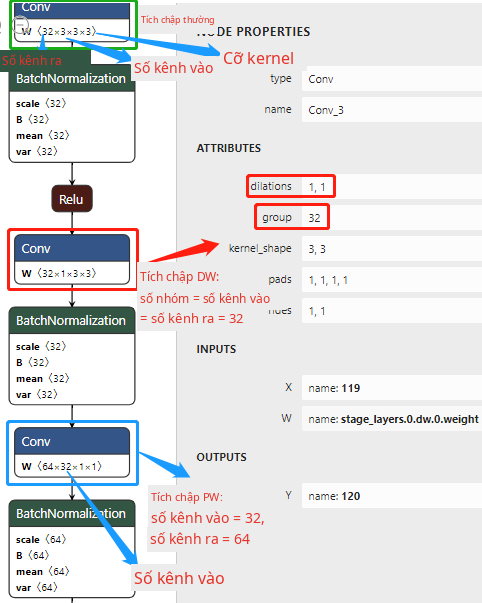 Conv
W ⟨32×3×3×3⟩
Tích chập thường
Số kênh ra
Số kênh vào
Cỡ kernel
BatchNormalization
scale ⟨32⟩
B ⟨32⟩
mean ⟨32⟩
var ⟨32⟩
Relu
Conv
W ⟨32×1×3×3⟩
Tích chập DW:
số nhóm = số kênh vào
= số kênh ra = 32
BatchNormalization
scale ⟨32⟩
B ⟨32⟩
mean ⟨32⟩
var ⟨32⟩
Conv
W ⟨64×32×1×1⟩
Tích chập PW:
số kênh vào = 32,
số kênh ra = 64
Số kênh vào
BatchNormalization
scale ⟨64⟩
B ⟨64⟩
mean ⟨64⟩
var ⟨64⟩
PROPERTIES
type Conv
name Conv_3
ATTRIBUTES
dilations 1, 1
group 32
kernel_shape 3, 3
pads 1, 1, 1, 1
1, 1
INPUTS
X name: 119
W name: stage_layers.0.dw.0.weight
OUTPUTS
Y name: 120